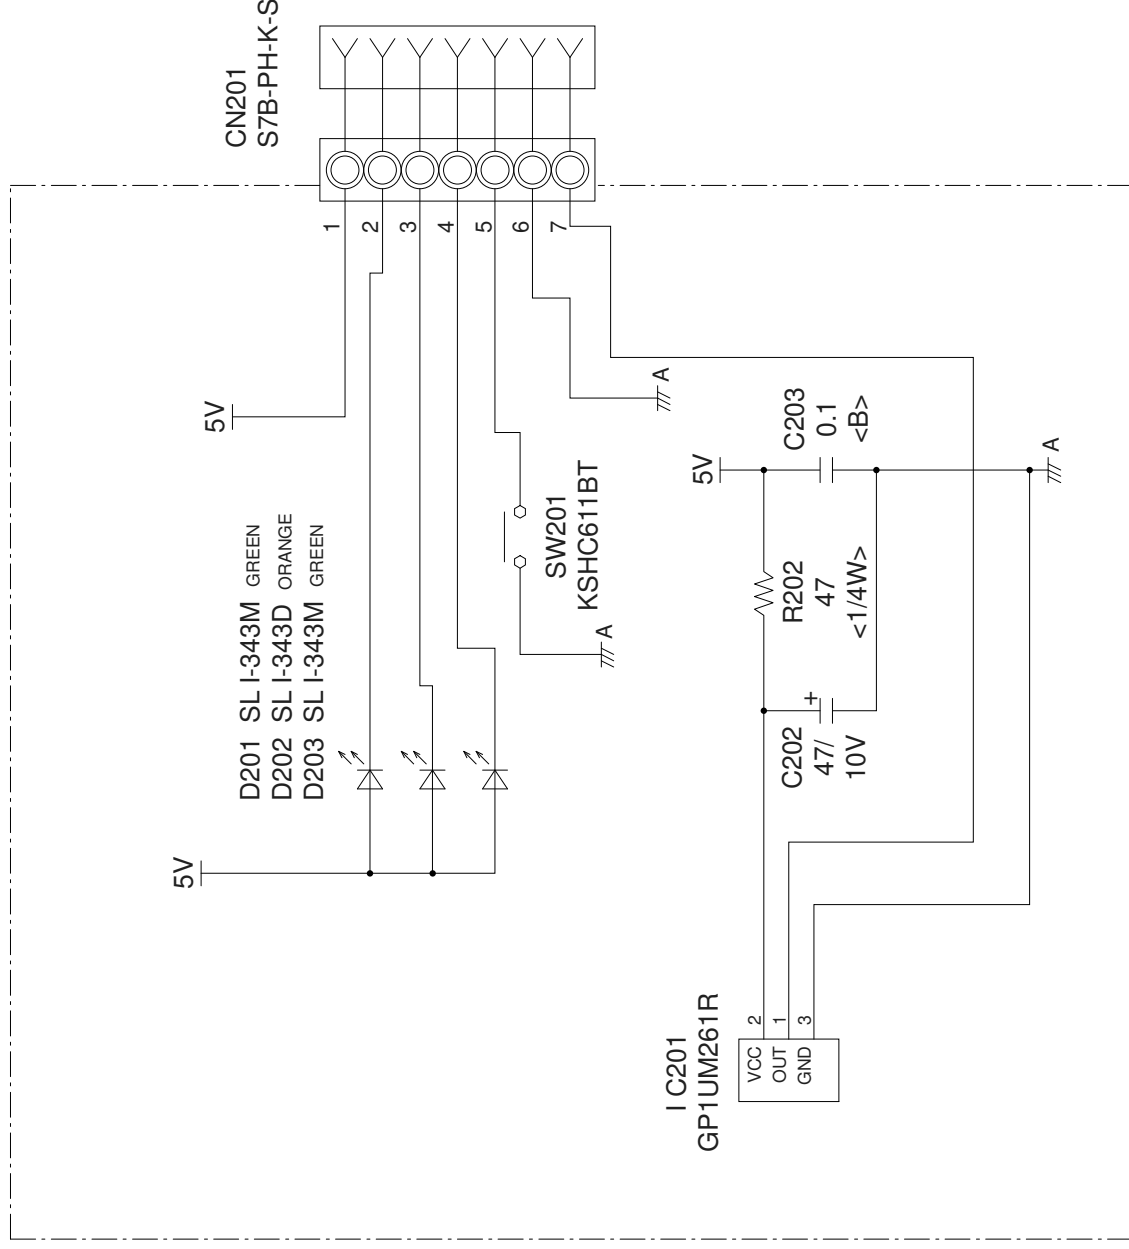 CN201
S7B-PH-K-S
1
2
3
4
5
6
7
5V
A
D201 SLI-343M GREEN
D202 SLI-343D ORANGE
D203 SLI-343M GREEN
SW201
KSHC611BT
A
5V
5V
C203
0.1
<B>
R202
47
<1/4W>
+
C202
47/
10V
A
IC201
GP1UM261R
VCC 2
OUT 1
GND 3